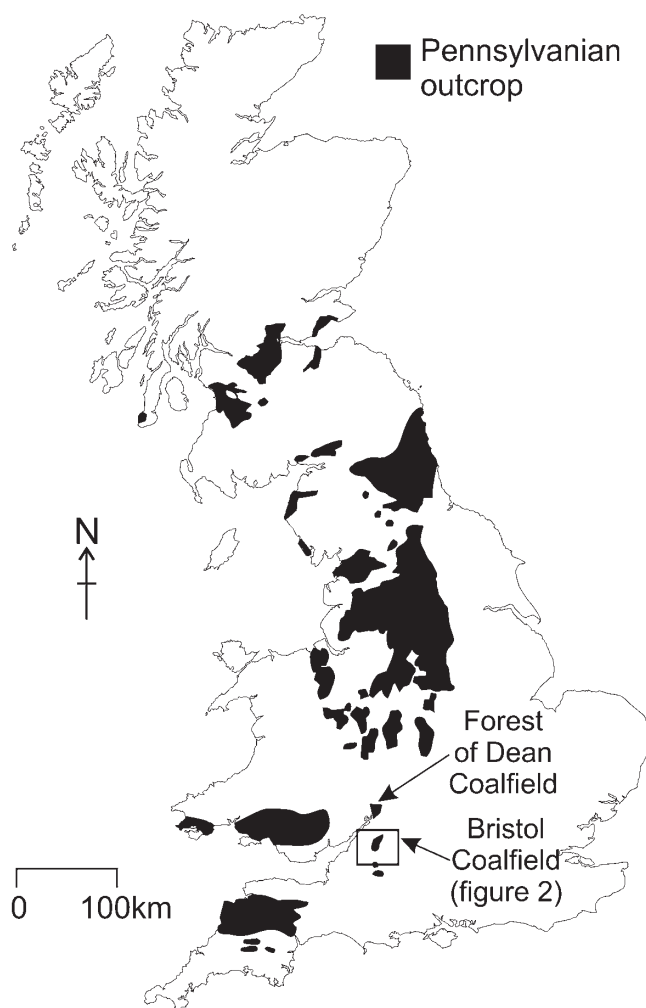 Pennsylvanian
outcrop
N
Forest
of Dean
Coalfield
Bristol
Coalfield
(figure 2)
0 100km